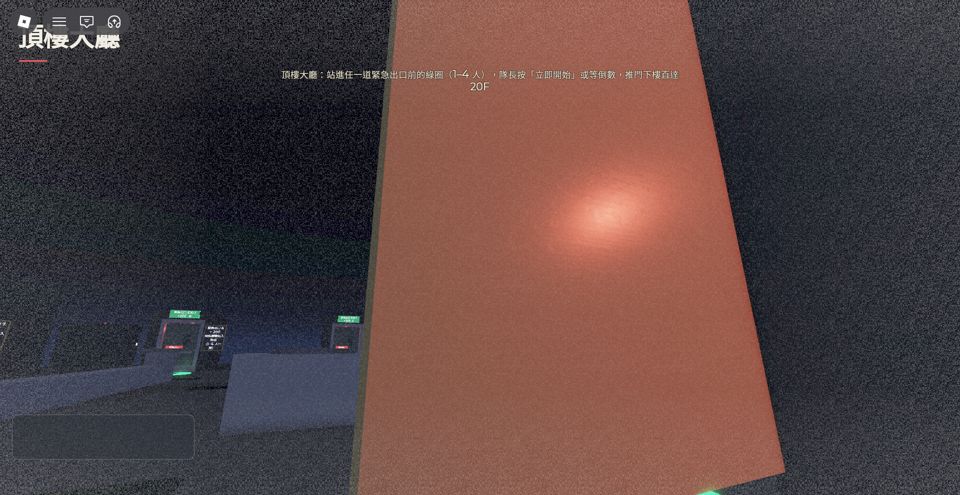 頂樓大廳
頂樓大廳：站進任一道緊急出口前的綠圈（1–4 人），隊長按「立即開始」或等倒數，推門下樓直達
20F